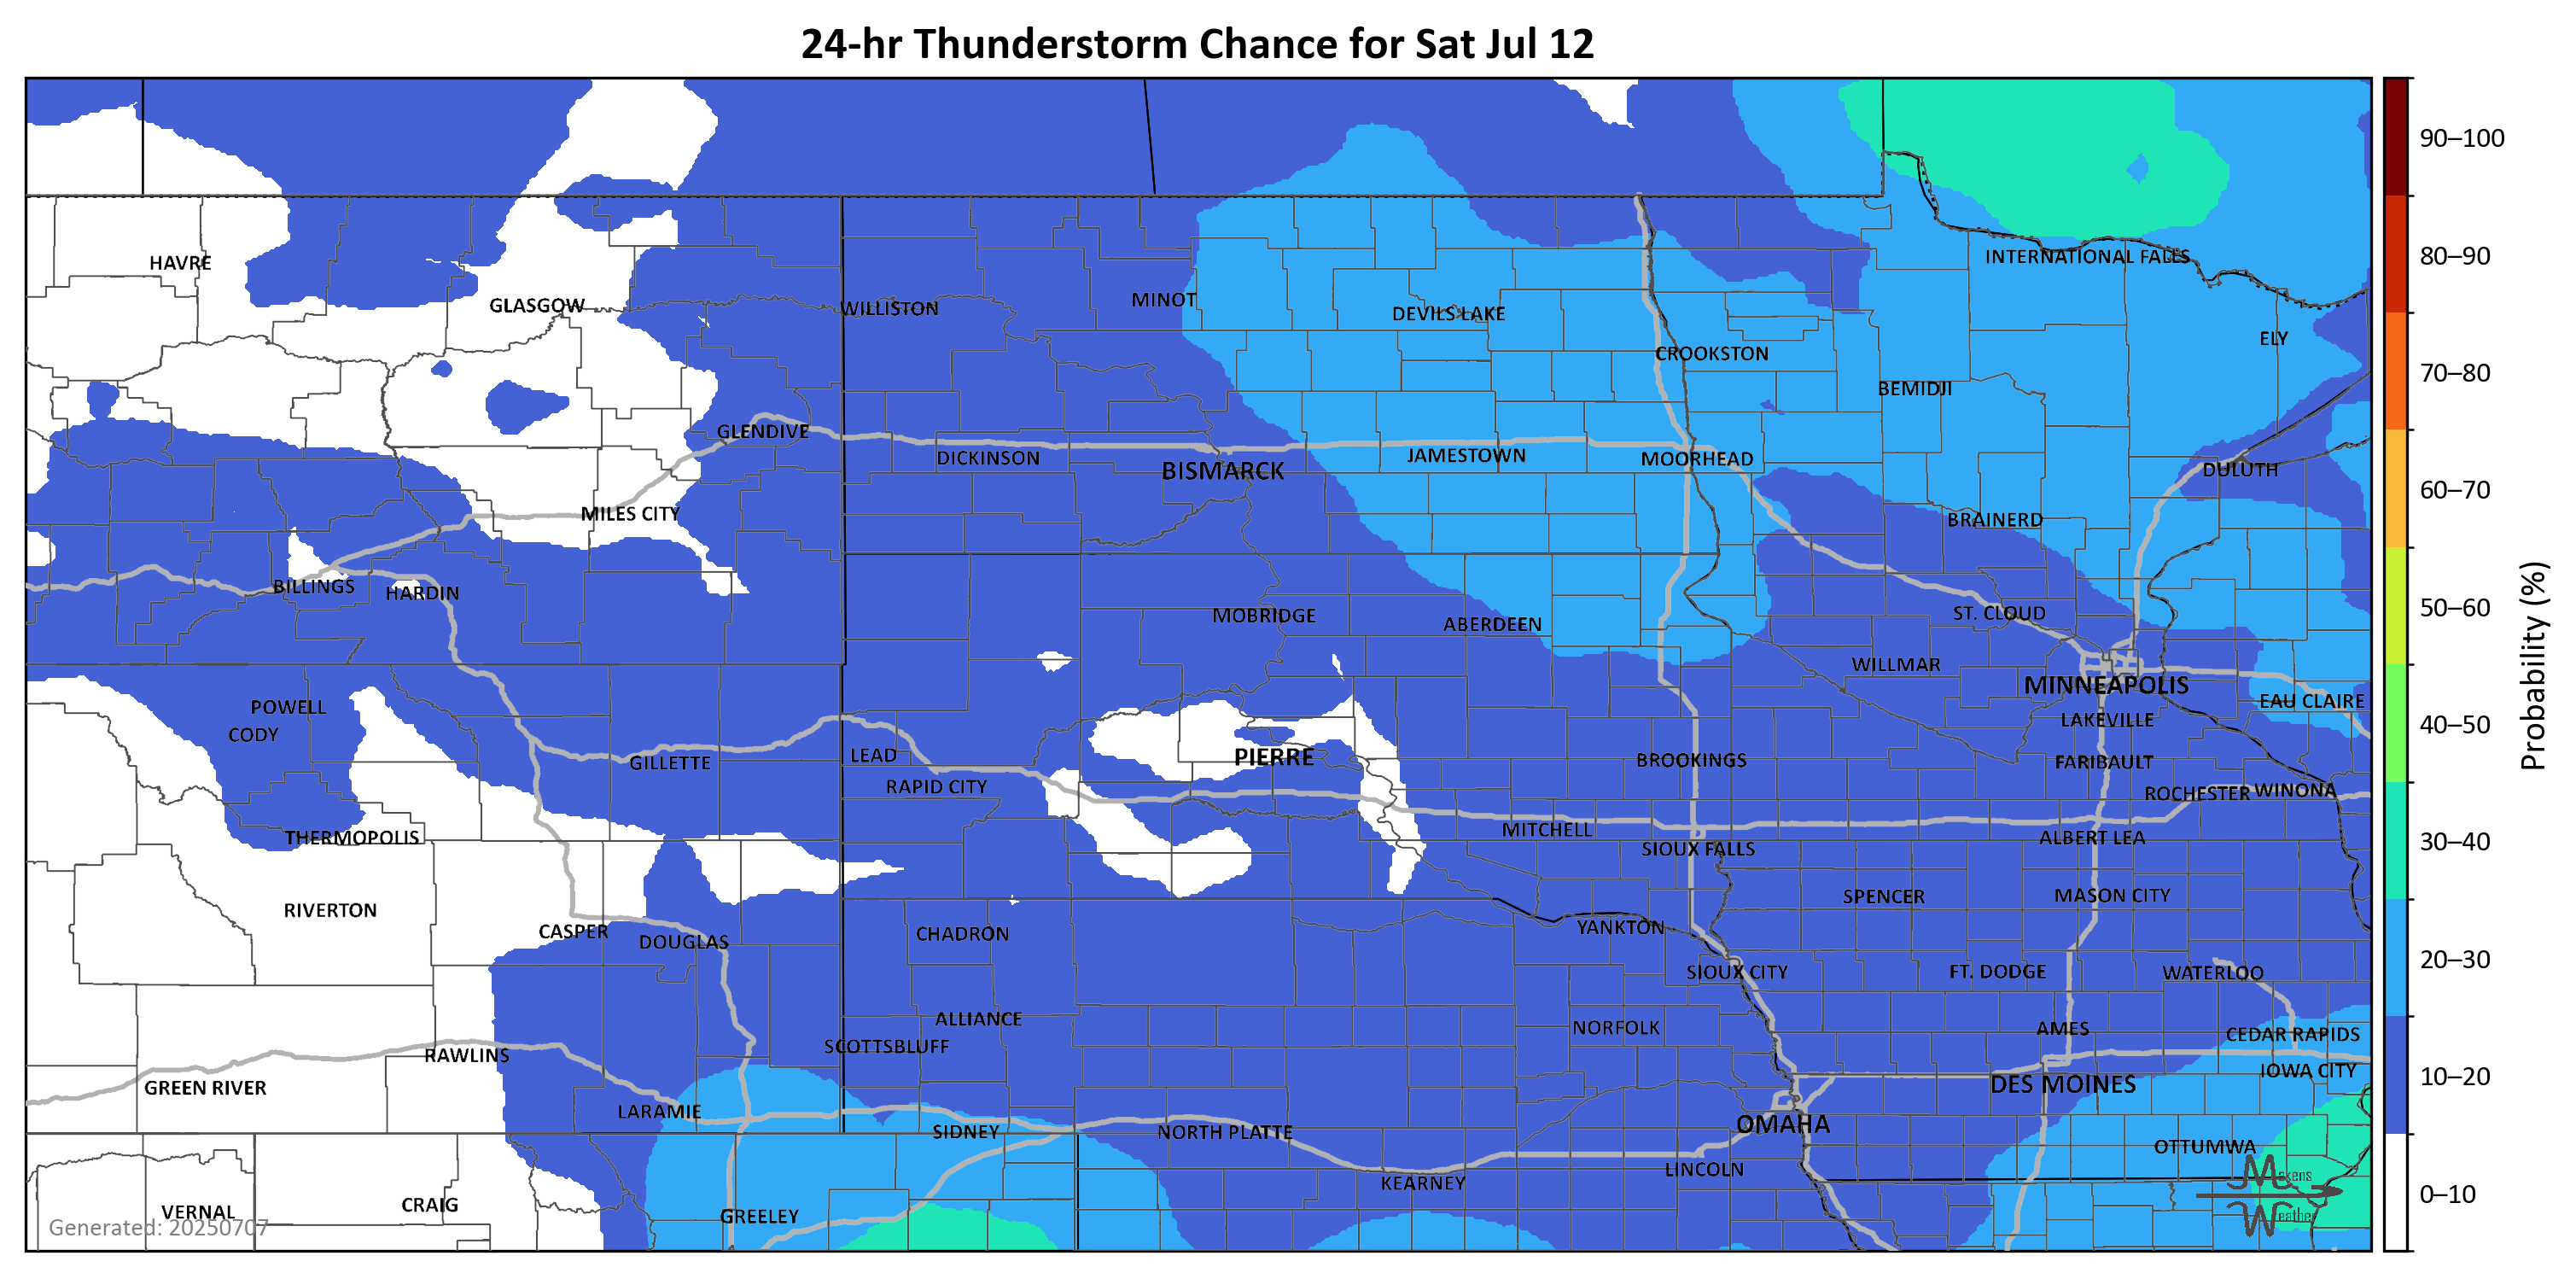 24-hr Thunderstorm Chance for Sat Jul 12
90–100
80–90
70–80
60–70
50–60
40–50
30–40
20–30
10–20
0–10
Probability (%)
HAVRE
INTERNATIONAL FALLS
GLASGOW
WILLISTON
MINOT
DEVILS LAKE
ELY
CROOKSTON
BEMIDJI
GLENDIVE
DICKINSON
BISMARCK
JAMESTOWN
MOORHEAD
DULUTH
MILES CITY
BRAINERD
BILLINGS
HARDIN
MOBRIDGE
ABERDEEN
ST. CLOUD
WILLMAR
MINNEAPOLIS
POWELL
EAU CLAIRE
CODY
LAKEVILLE
GILLETTE
LEAD
PIERRE
BROOKINGS
FARIBAULT
RAPID CITY
ROCHESTER
WINONA
THERMOPOLIS
MITCHELL
ALBERT LEA
SIOUX FALLS
RIVERTON
SPENCER
MASON CITY
CASPER
DOUGLAS
CHADRON
YANKTON
SIOUX CITY
FT. DODGE
WATERLOO
ALLIANCE
NORFOLK
AMES
CEDAR RAPIDS
SCOTTSBLUFF
RAWLINS
IOWA CITY
GREEN RIVER
DES MOINES
LARAMIE
SIDNEY
NORTH PLATTE
OMAHA
OTTUMWA
LINCOLN
KEARNEY
VERNAL
CRAIG
GREELEY
Generated: 20250707
Makens
Weather